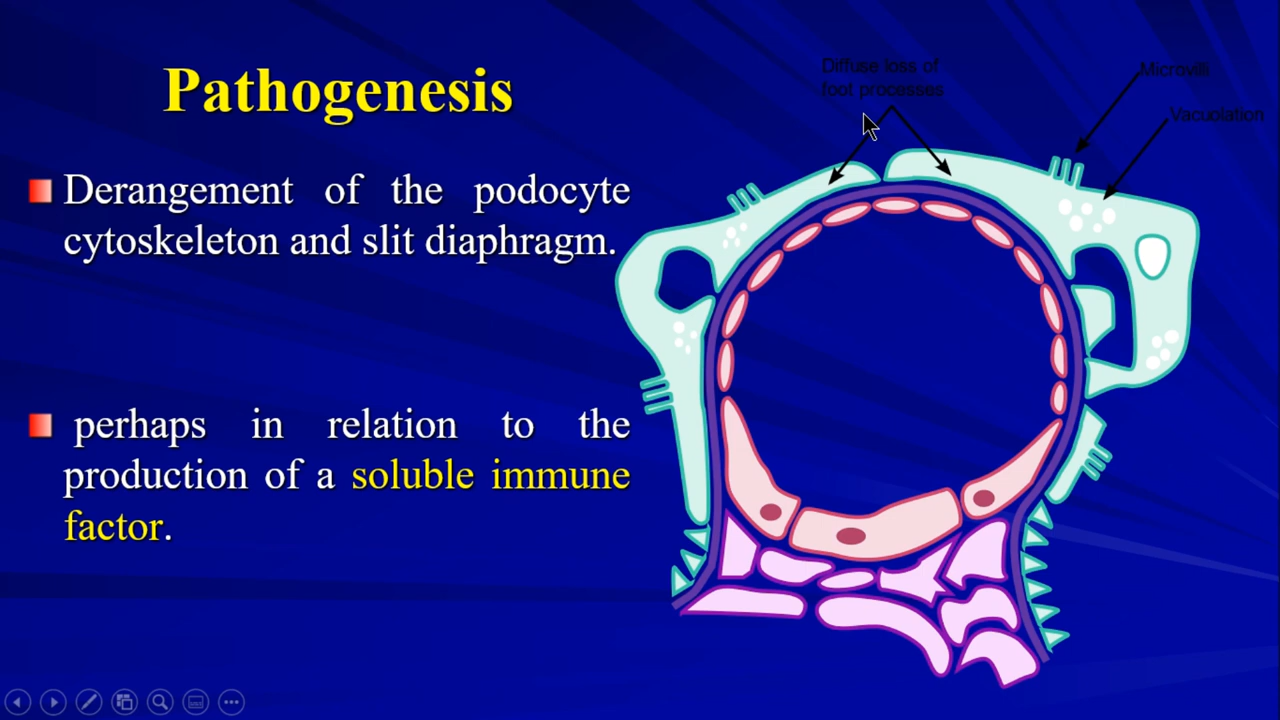 Pathogenesis
Derangement of the podocyte
cytoskeleton and slit diaphragm.
perhaps in relation to the
production of a soluble immune
factor.
Diffuse loss of
foot processes
Microvilli
Vacuolation